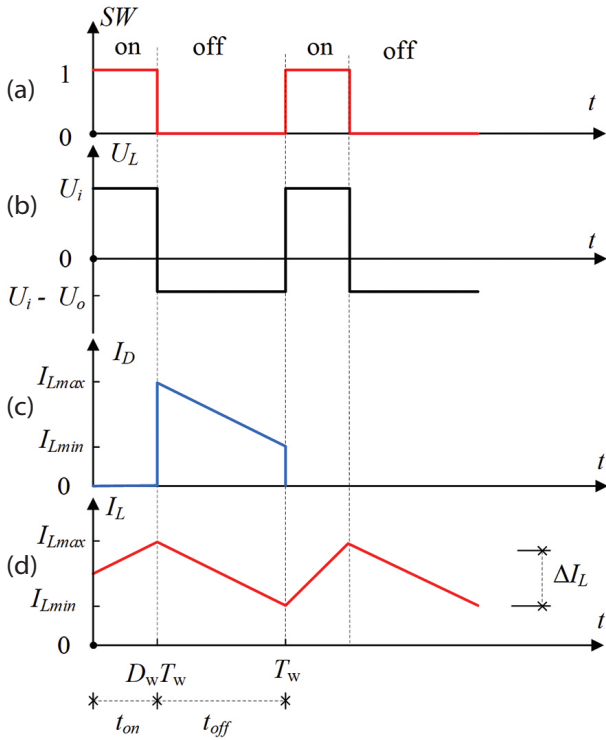 SW
on off on off
(a) 1
t
0
U_L
(b) U_i
t
0
U_i - U_o
I_D
I_Lmax
(c)
I_Lmin
t
0
I_L
I_Lmax
(d) ΔI_L
I_Lmin
t
0
D_wT_w T_w
t_on t_off